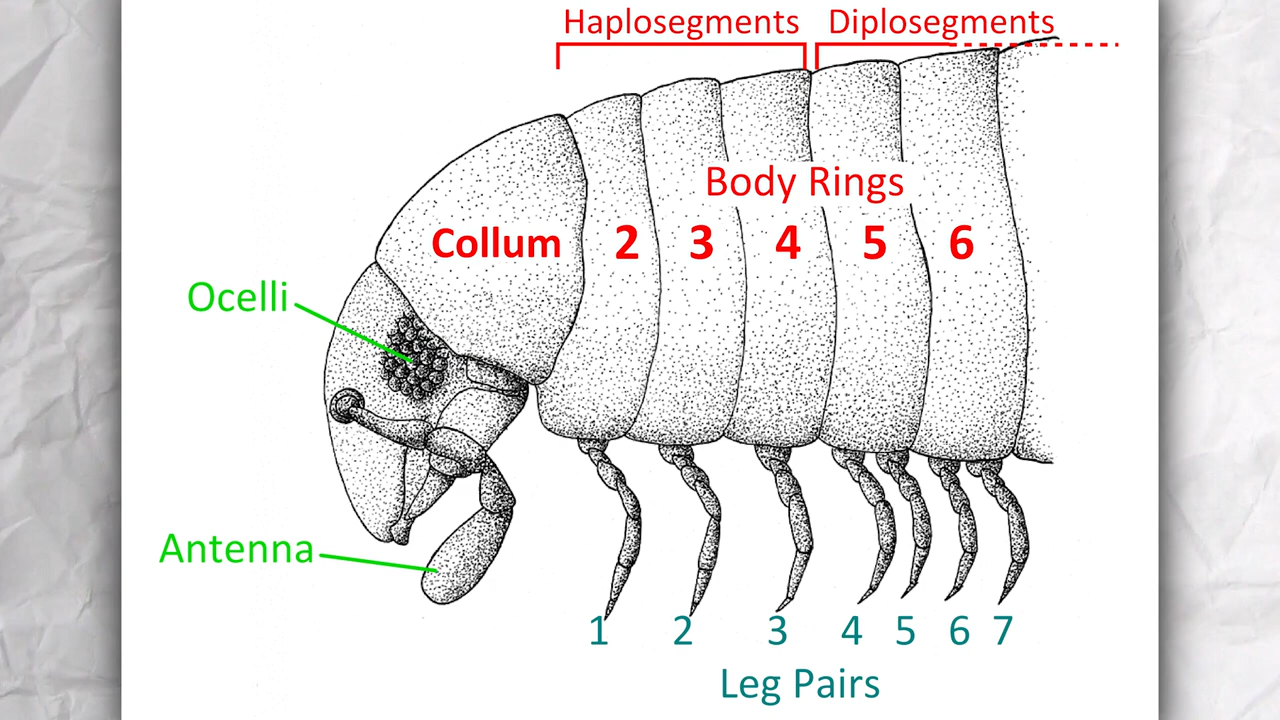 Haplosegments Diplosegments
Body Rings
Collum 2 3 4 5 6
Ocelli
Antenna
1 2 3 4 5 6 7
Leg Pairs